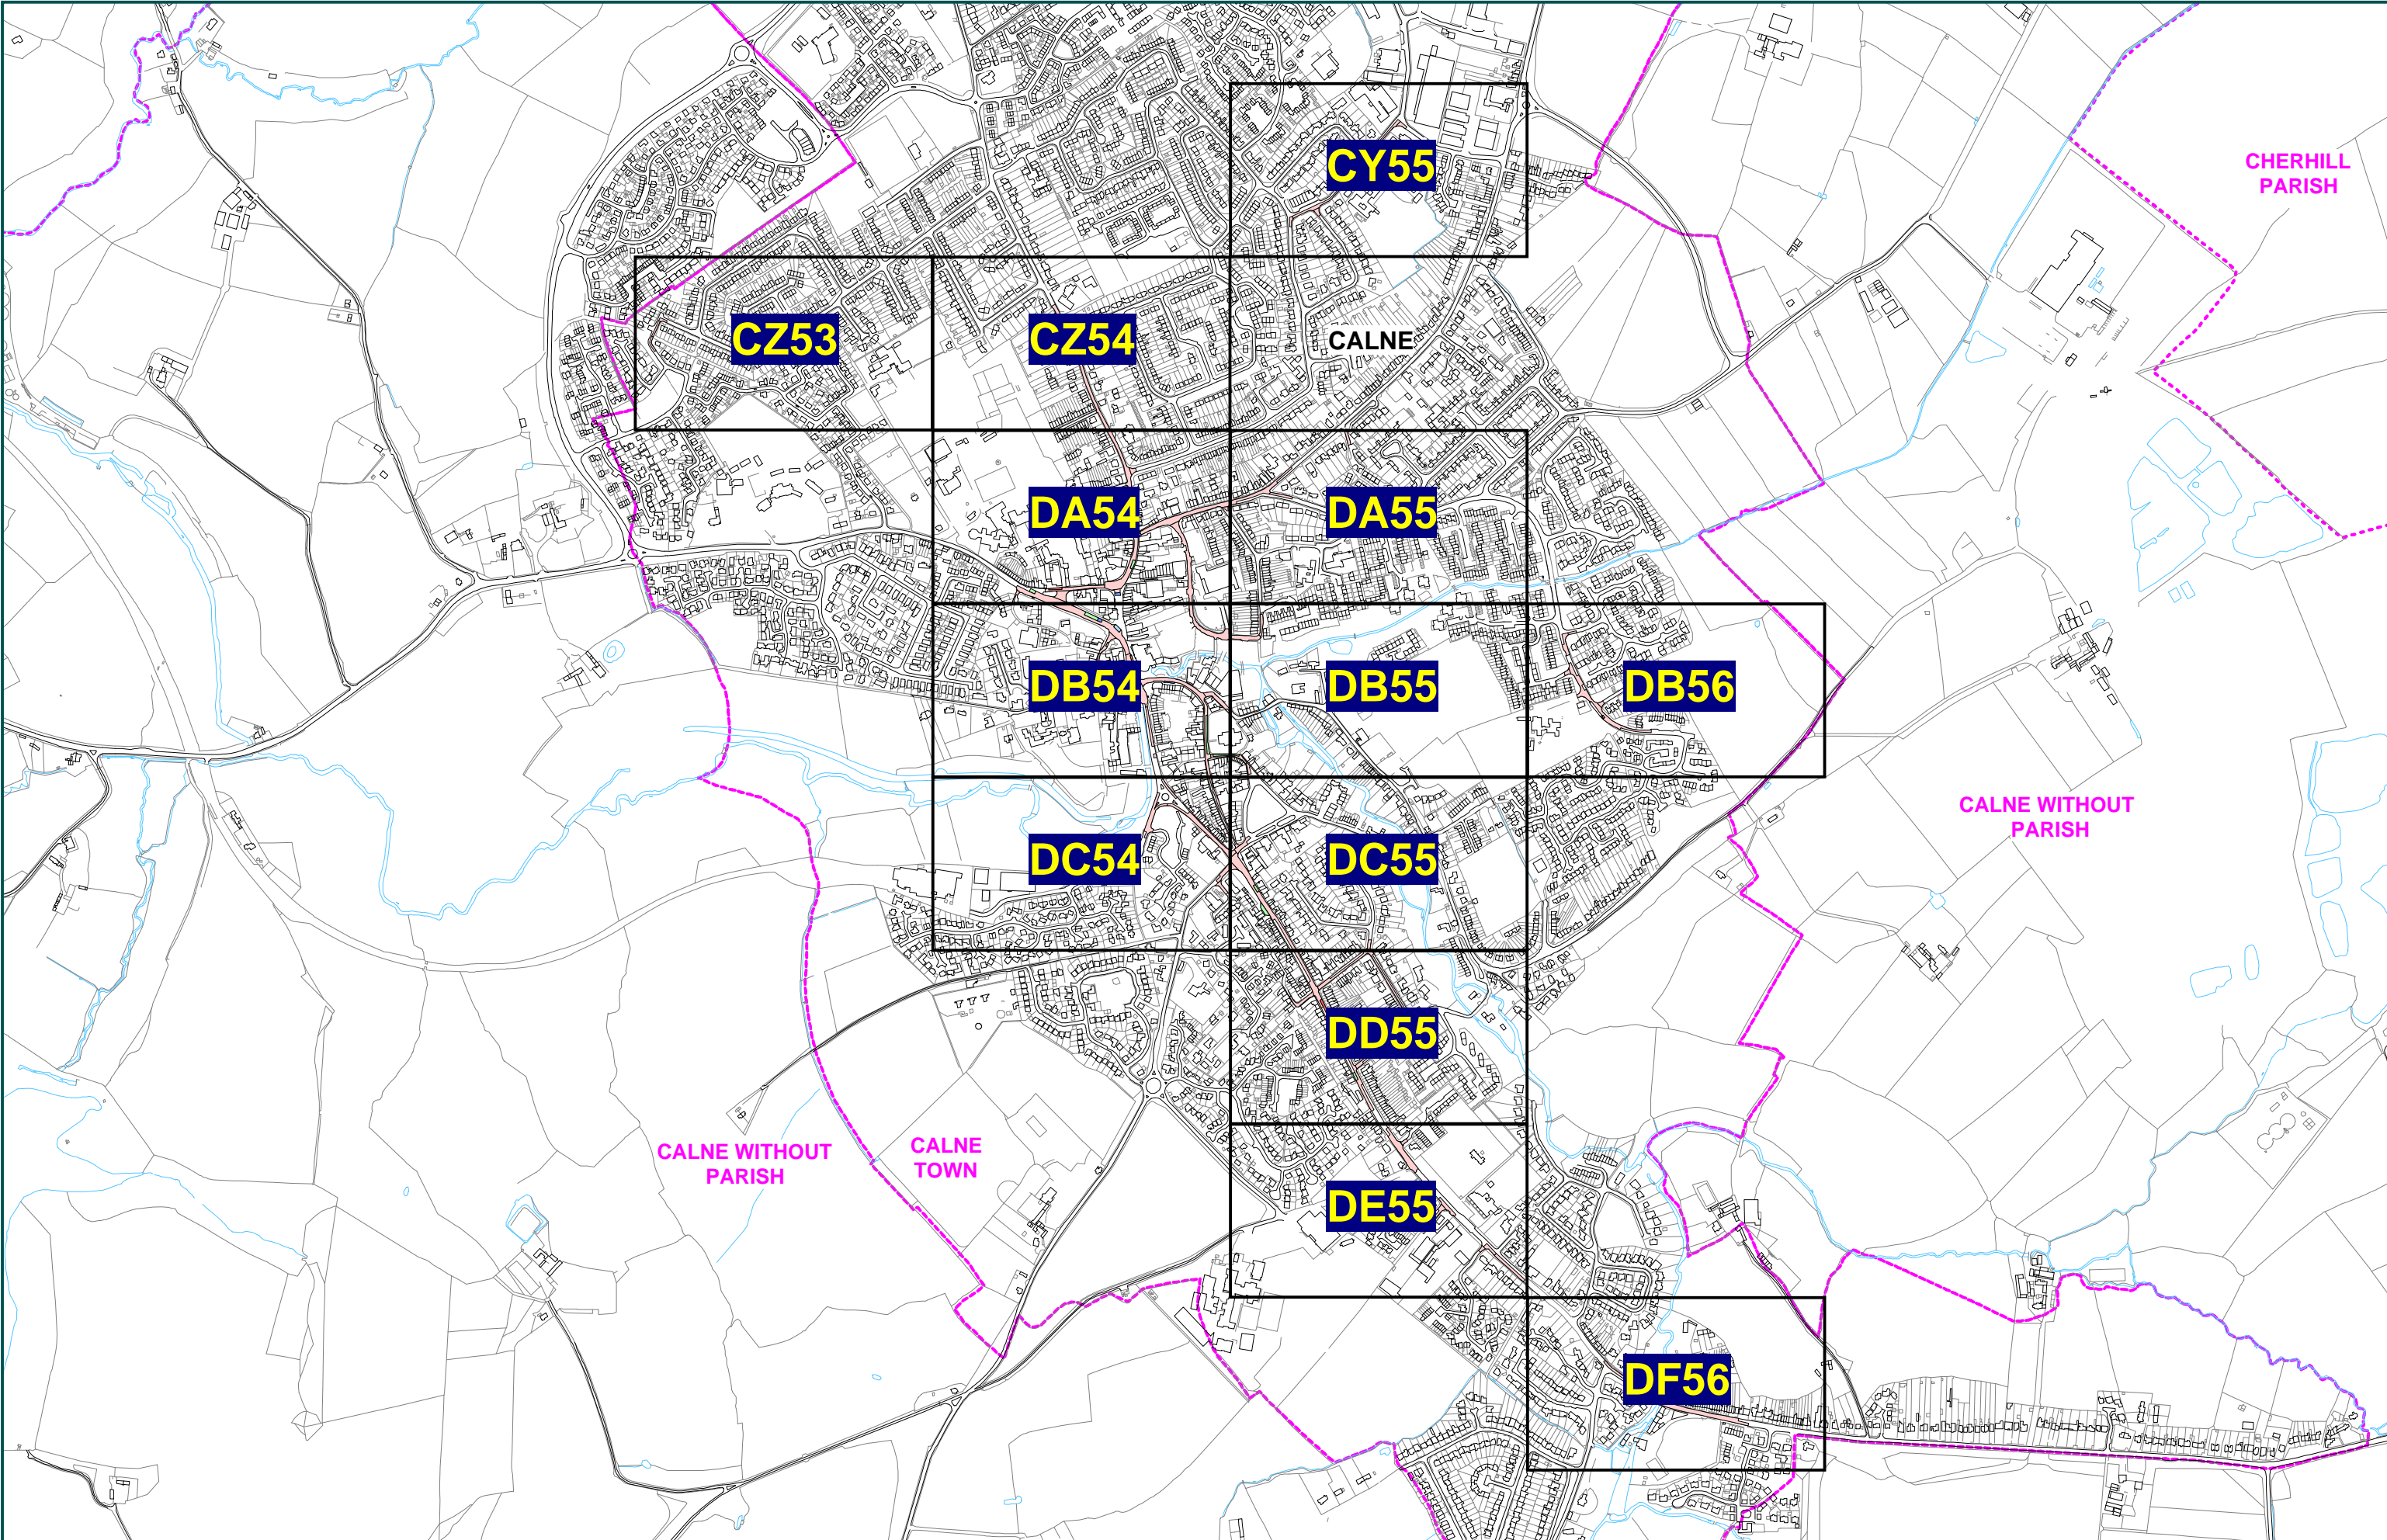 CY55
CHERHILL
PARISH
CZ53
CZ54
CALNE
DA54
DA55
DB54
DB55
DB56
CALNE WITHOUT
PARISH
DC54
DC55
DD55
CALNE WITHOUT
PARISH
CALNE
TOWN
DE55
DF56